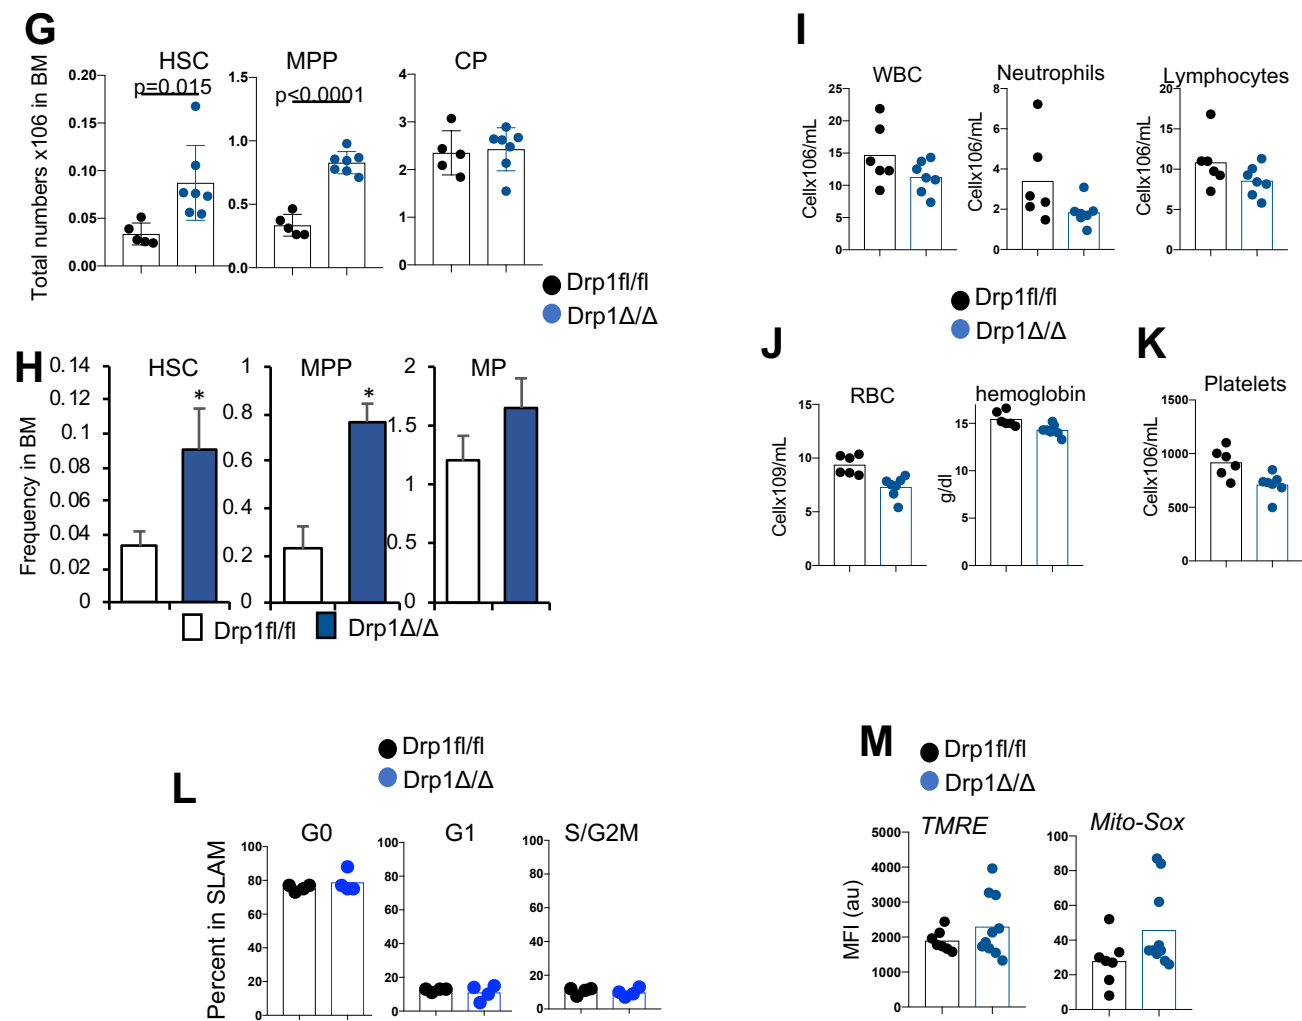 G
HSC
MPP
CP
p=0.015
p<0.0001
Total numbers x106 in BM
0.20
0.15
0.10
0.05
0.00
1.5
1.0
0.5
0.0
4
3
2
1
0
Drp1fl/fl
Drp1Δ/Δ
H
HSC
MPP
MP
Frequency in BM
0.14
0.12
0.1
0.08
0.06
0.04
0.02
0
*
1
0.8
0.6
0.4
0.2
0
*
2
1.5
1
0.5
0
Drp1fl/fl
Drp1Δ/Δ
I
WBC
Neutrophils
Lymphocytes
Cellx106/mL
25
20
15
10
5
0
Cellx106/mL
8
6
4
2
0
Cellx106/mL
20
15
10
5
0
Drp1fl/fl
Drp1Δ/Δ
J
RBC
hemoglobin
Cellx109/mL
15
10
5
0
g/dl
15
10
5
0
K
Platelets
Cellx106/mL
1500
1000
500
0
L
Drp1fl/fl
Drp1Δ/Δ
G0
G1
S/G2M
Percent in SLAM
100
80
60
40
20
0
100
80
60
40
20
0
100
80
60
40
20
0
M
Drp1fl/fl
Drp1Δ/Δ
TMRE
Mito-Sox
MFI (au)
5000
4000
3000
2000
1000
0
100
80
60
40
20
0